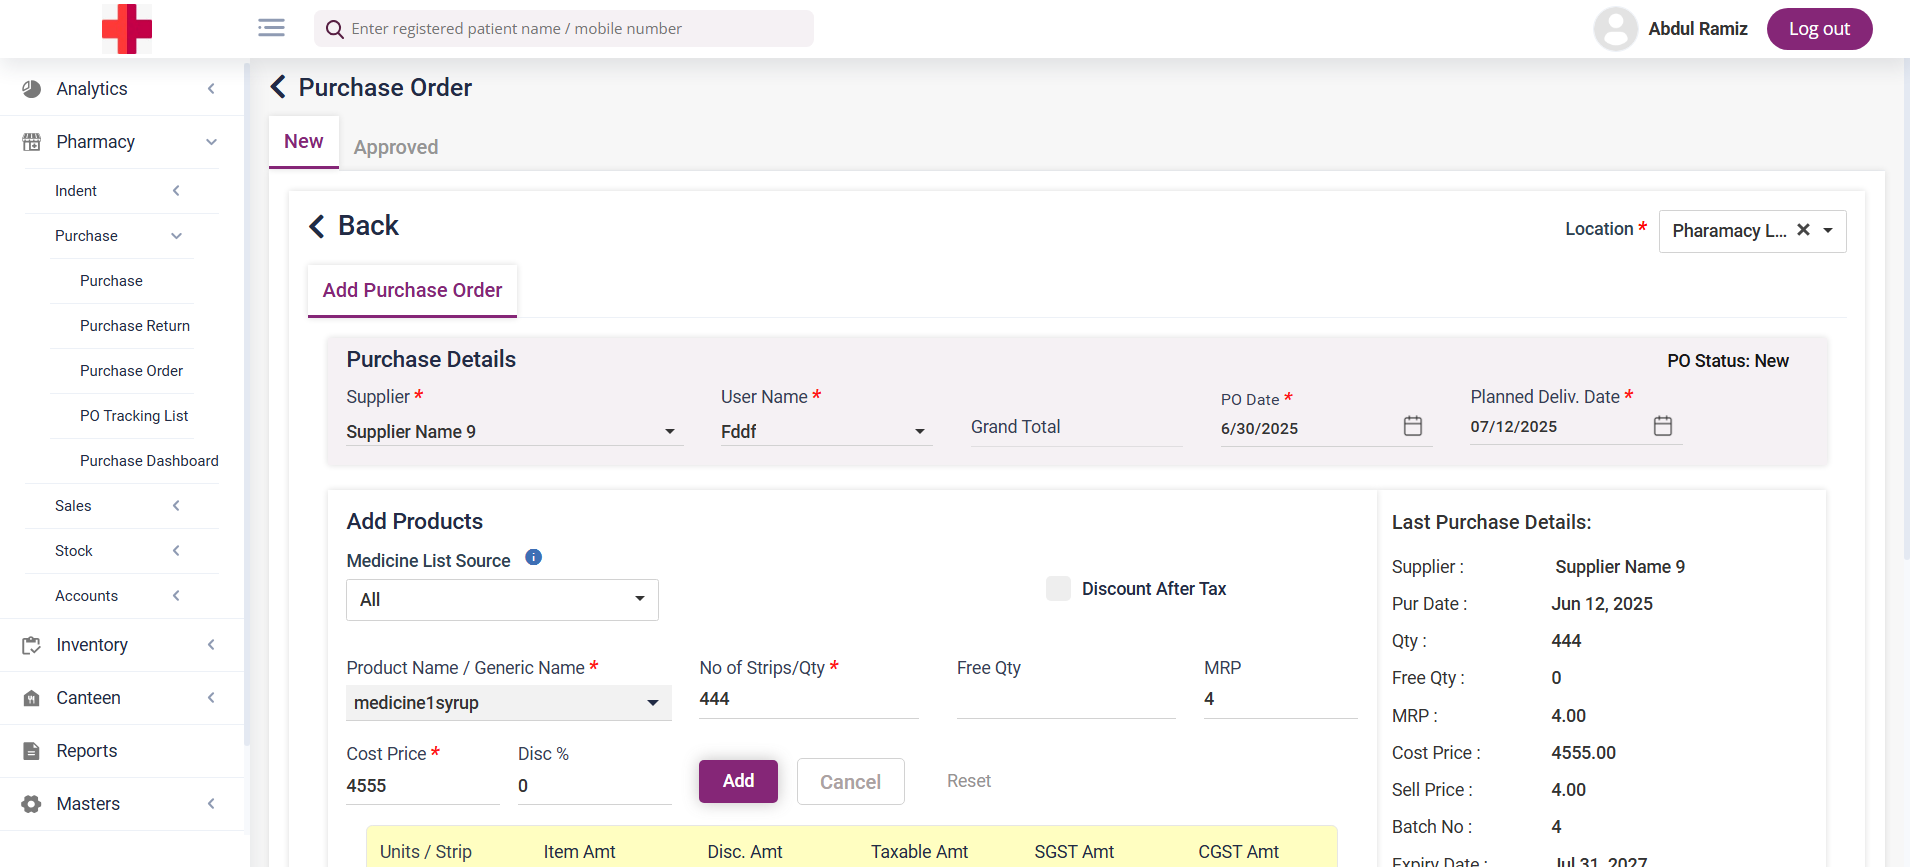 Enter registered patient name / mobile number
Abdul Ramiz
Log out
Analytics
Pharmacy
Indent
Purchase
Purchase
Purchase Return
Purchase Order
PO Tracking List
Purchase Dashboard
Sales
Stock
Accounts
Inventory
Canteen
Reports
Masters
Purchase Order
New
Approved
Back
Location *
Pharamacy L...
Add Purchase Order
Purchase Details
PO Status: New
Supplier *
User Name *
PO Date *
Planned Deliv. Date *
Supplier Name 9
Fddf
Grand Total
6/30/2025
07/12/2025
Add Products
Medicine List Source
All
Discount After Tax
Product Name / Generic Name *
No of Strips/Qty *
Free Qty
MRP
medicine1syrup
444
4
Cost Price *
Disc %
4555
0
Add
Cancel
Reset
Units / Strip
Item Amt
Disc. Amt
Taxable Amt
SGST Amt
CGST Amt
Last Purchase Details:
Supplier : Supplier Name 9
Pur Date : Jun 12, 2025
Qty : 444
Free Qty : 0
MRP : 4.00
Cost Price : 4555.00
Sell Price : 4.00
Batch No : 4
Expiry Date : Jul 31, 2027